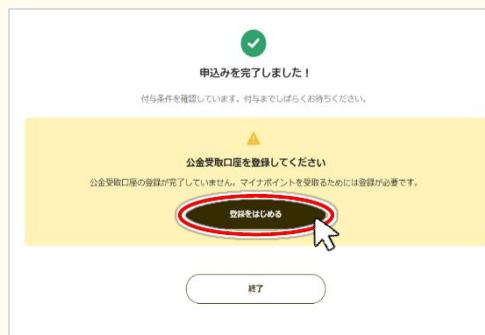 申込みを完了しました！
付与条件を確認しています。付与までしばらくお待ちください。
公金受取口座を登録してください
公金受取口座の登録が完了していません。マイナポイントを受取るためには登録が必要です。
登録をはじめる
終了